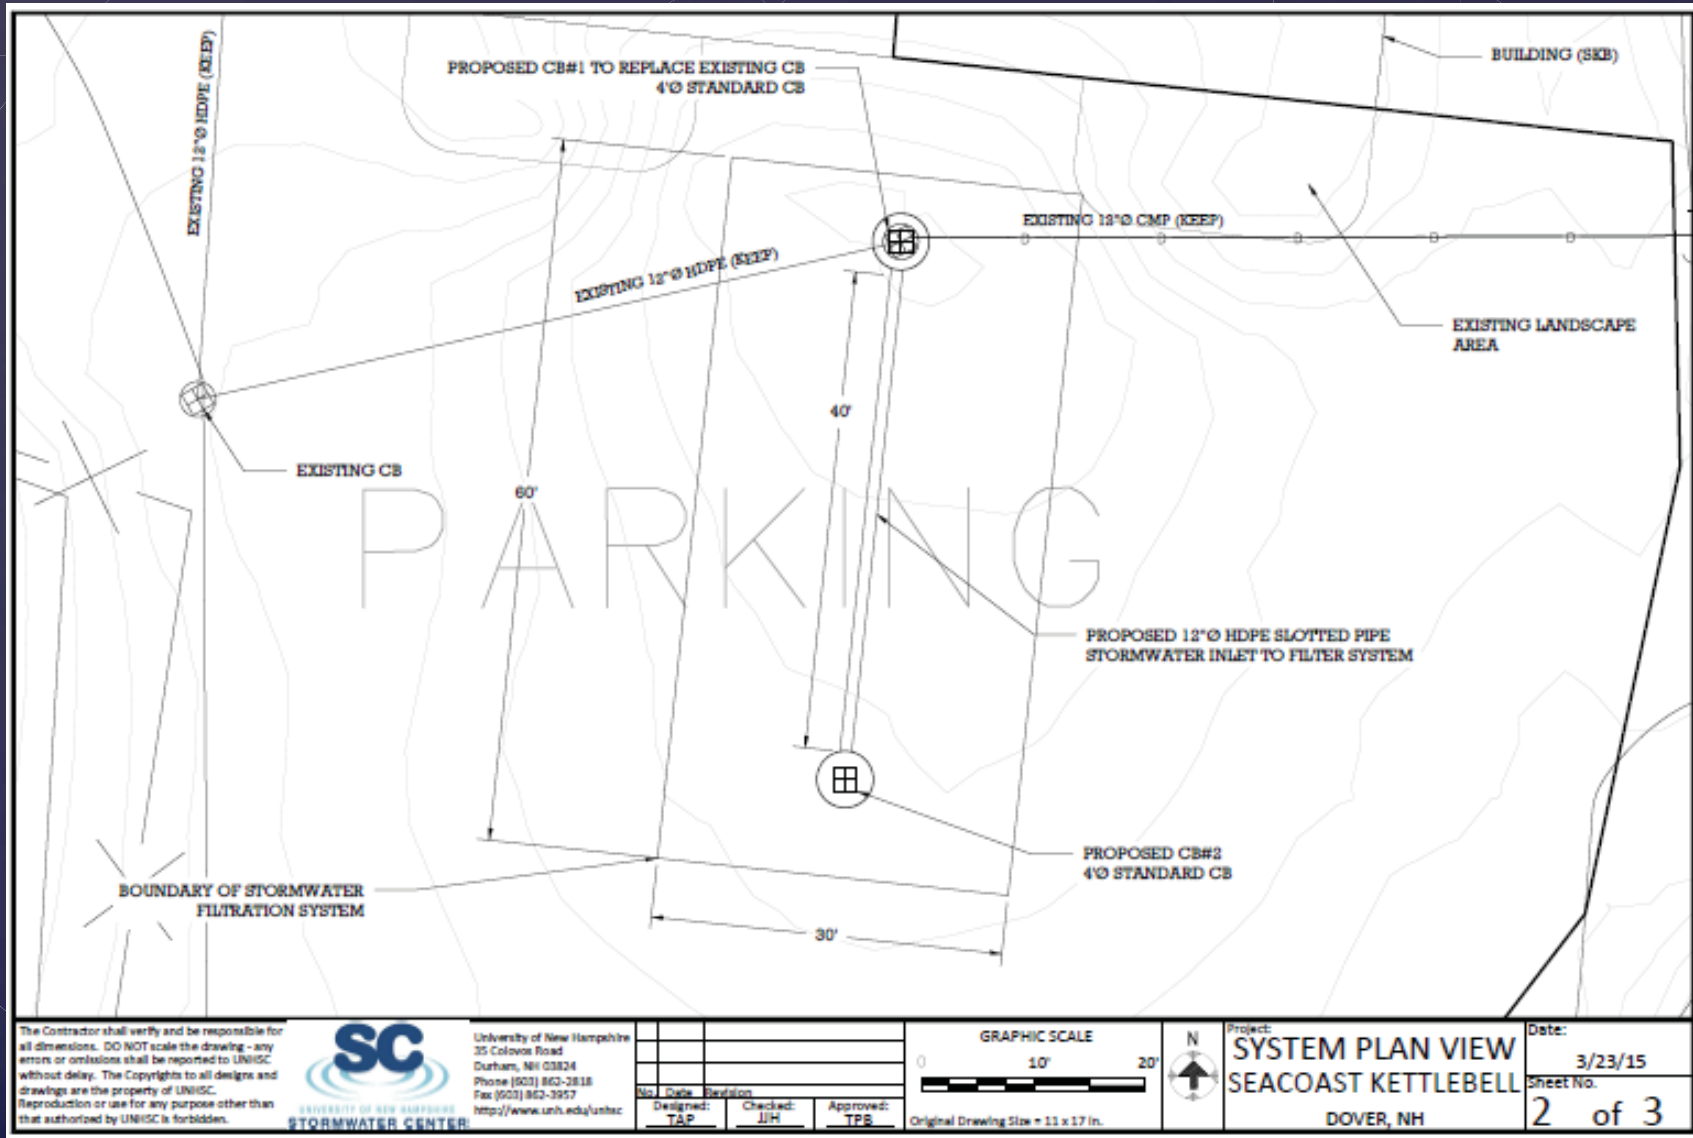 BUILDING (SKB)
PROPOSED CB#1 TO REPLACE EXISTING CB
4'Ø STANDARD CB
EXISTING 12"Ø HDPE (KEEP)
EXISTING 12"Ø CMP (KEEP)
EXISTING 12"Ø HDPE (KEEP)
EXISTING LANDSCAPE
AREA
40'
EXISTING CB
60'
PARKING
PROPOSED 12"Ø HDPE SLOTTED PIPE
STORMWATER INLET TO FILTER SYSTEM
PROPOSED CB#2
4'Ø STANDARD CB
BOUNDARY OF STORMWATER
FILTRATION SYSTEM
30'
D D D D D
The Contractor shall verify and be responsible for
all dimensions. DO NOT scale the drawing - any
errors or omissions shall be reported to UNHSC
without delay. The Copyrights to all designs and
drawings are the property of UNHSC.
Reproduction or use for any purpose other than
that authorized by UNHSC is forbidden.
SC
UNIVERSITY OF NEW HAMPSHIRE
STORMWATER CENTER
University of New Hampshire
35 Colovos Road
Durham, NH 03824
Phone (603) 862-2818
Fax (603) 862-3957
http://www.unh.edu/unhsc
No. Date Revision
Designed: Checked: Approved:
TAP JJH TPB
GRAPHIC SCALE
0 10' 20'
Original Drawing Size = 11 x 17 in.
N
Project:
SYSTEM PLAN VIEW
SEACOAST KETTLEBELL
DOVER, NH
Date:
3/23/15
Sheet No.
2 of 3